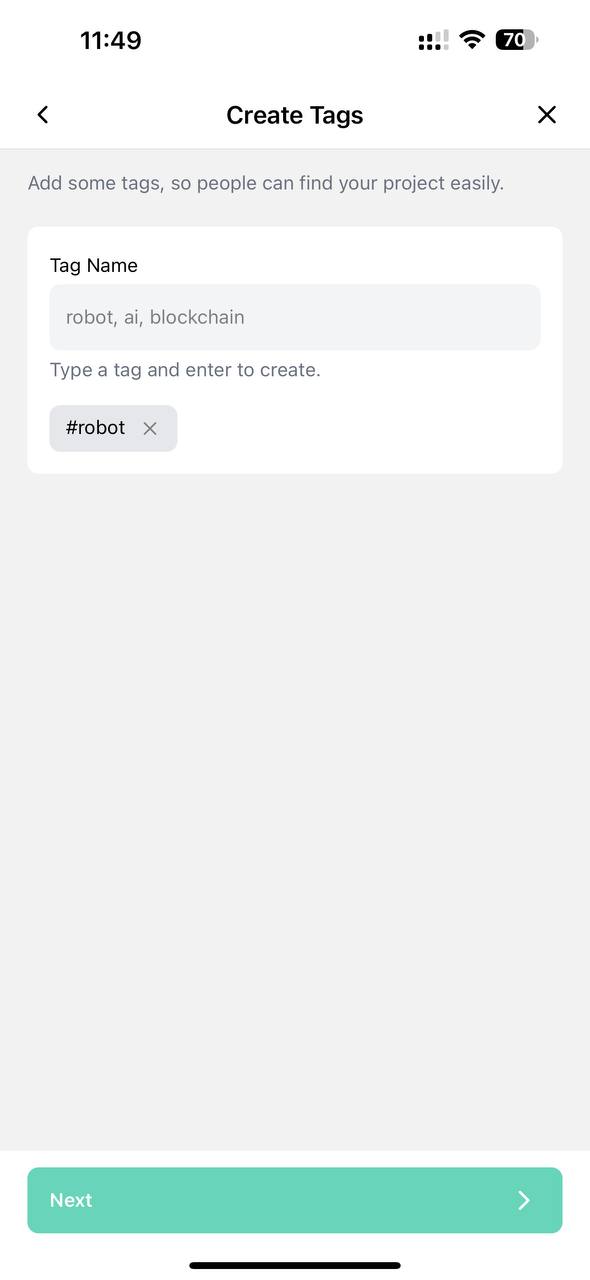 11:49
70
Create Tags
Add some tags, so people can find your project easily.
Tag Name
robot, ai, blockchain
Type a tag and enter to create.
#robot
Next